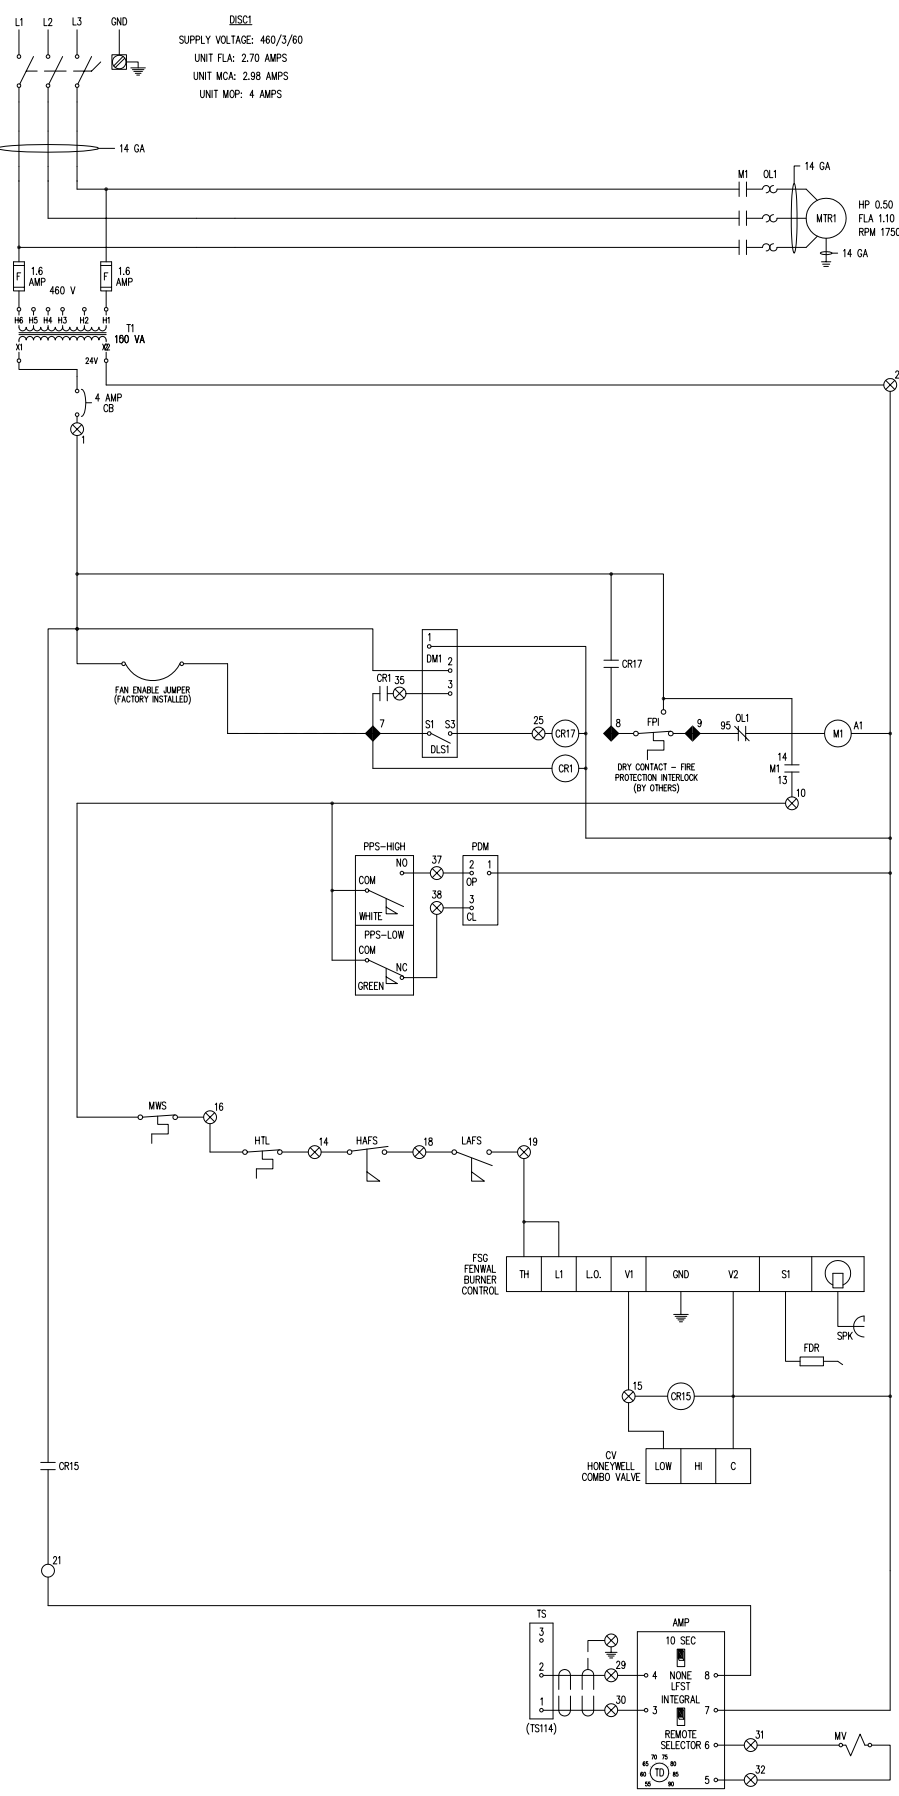 L1 L2 L3 GND
DISC1
SUPPLY VOLTAGE: 460/3/60
UNIT FLA: 2.70 AMPS
UNIT MCA: 2.98 AMPS
UNIT MOP: 4 AMPS
14 GA
14 GA
M1 OL1
MTR1
HP 0.50
FLA 1.10
RPM 1750
14 GA
F 1.6
AMP
F 1.6
AMP
460 V
H6 H5 H4 H3 H2 H1
T1
X1 X2
24V
2
4 AMP
CB
1
FAN ENABLE JUMPER
(FACTORY INSTALLED)
1
DM1
2
3
CR1 35
7
S1 S3
DLS1
25
CR17
CR1
CR17
8
FPI
9
95 OL1
M1 A1
DRY CONTACT - FIRE
PROTECTION INTERLOCK
(BY OTHERS)
14
M1
13
10
PPS-HIGH
NO
COM
WHITE
PPS-LOW
COM
NC
GREEN
37
38
PDM
2 1
OP
3
CL
MWS
16
HTL
14
HAFS
18
LAFS
19
FSG
FENWAL
BURNER
CONTROL
TH L1 L.O. V1 GND V2 S1
SPK
FDR
15
CR15
CV
HONEYWELL
COMBO VALVE
LOW HI C
CR15
21
TS
3
2
1
(TS114)
29
30
AMP
10 SEC
4 NONE 8
LFST
INTEGRAL
3 7
REMOTE
SELECTOR 6
5
55 60 65 70 75 80 85 90
TD
31
32
MV